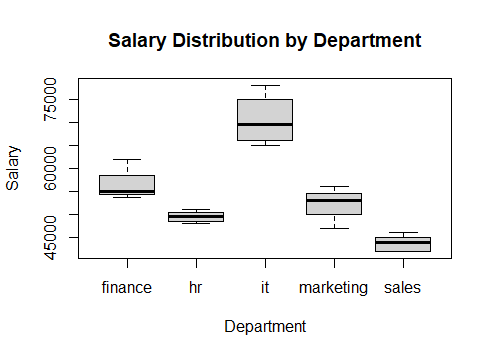 Salary Distribution by Department
Salary
75000
60000
45000
finance hr it marketing sales
Department